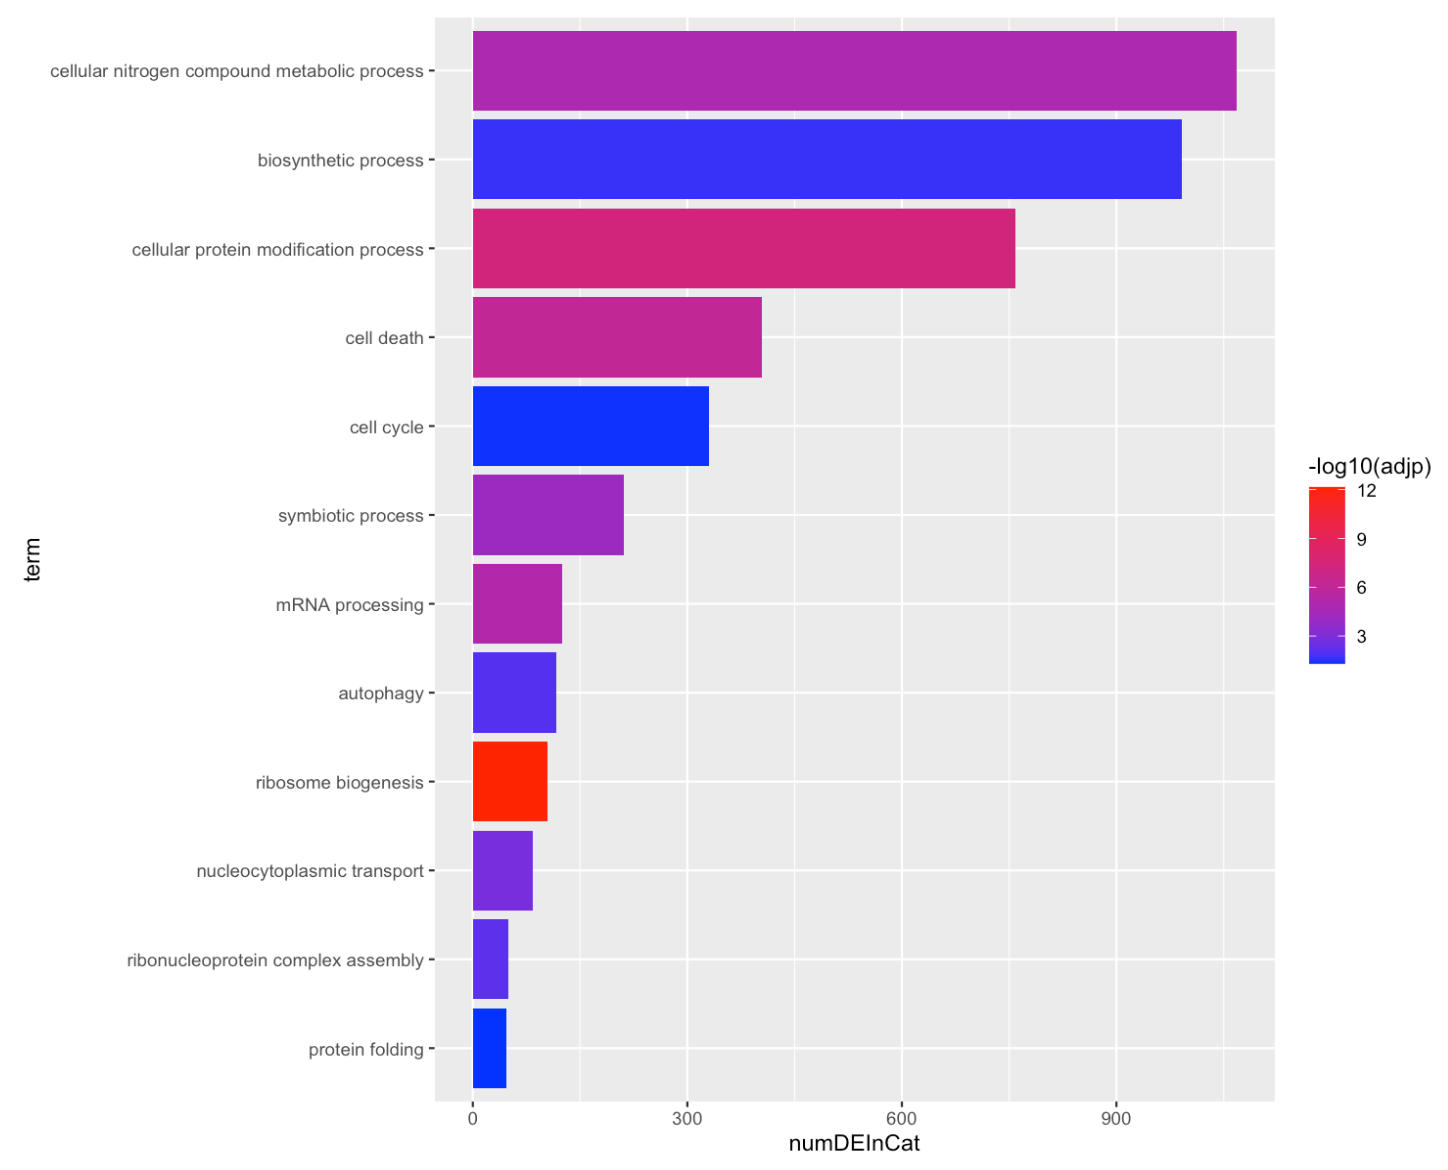 cellular nitrogen compound metabolic process
biosynthetic process
cellular protein modification process
cell death
cell cycle
symbiotic process
mRNA processing
autophagy
ribosome biogenesis
nucleocytoplasmic transport
ribonucleoprotein complex assembly
protein folding
term
0 300 600 900
numDEInCat
-log10(adjp)
12
9
6
3